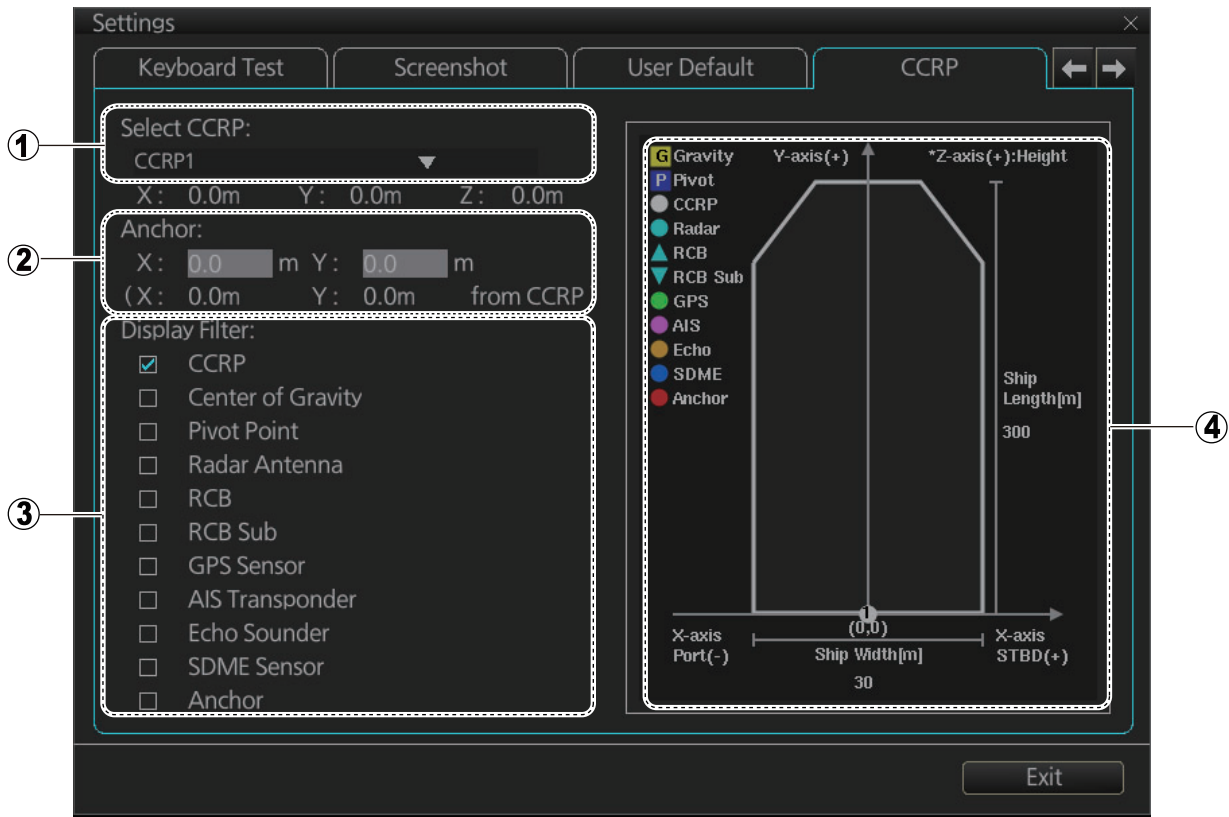 Settings
Keyboard Test
Screenshot
User Default
CCRP
1
Select CCRP:
CCRP1
X: 0.0m Y: 0.0m Z: 0.0m
2
Anchor:
X: 0.0 m Y: 0.0 m
(X: 0.0m Y: 0.0m from CCRP
3
Display Filter:
CCRP
Center of Gravity
Pivot Point
Radar Antenna
RCB
RCB Sub
GPS Sensor
AIS Transponder
Echo Sounder
SDME Sensor
Anchor
4
G Gravity
P Pivot
CCRP
Radar
RCB
RCB Sub
GPS
AIS
Echo
SDME
Anchor
Y-axis(+)
*Z-axis(+):Height
Ship
Length[m]
300
1
(0,0)
X-axis
Port(-)
Ship Width[m]
30
X-axis
STBD(+)
Exit